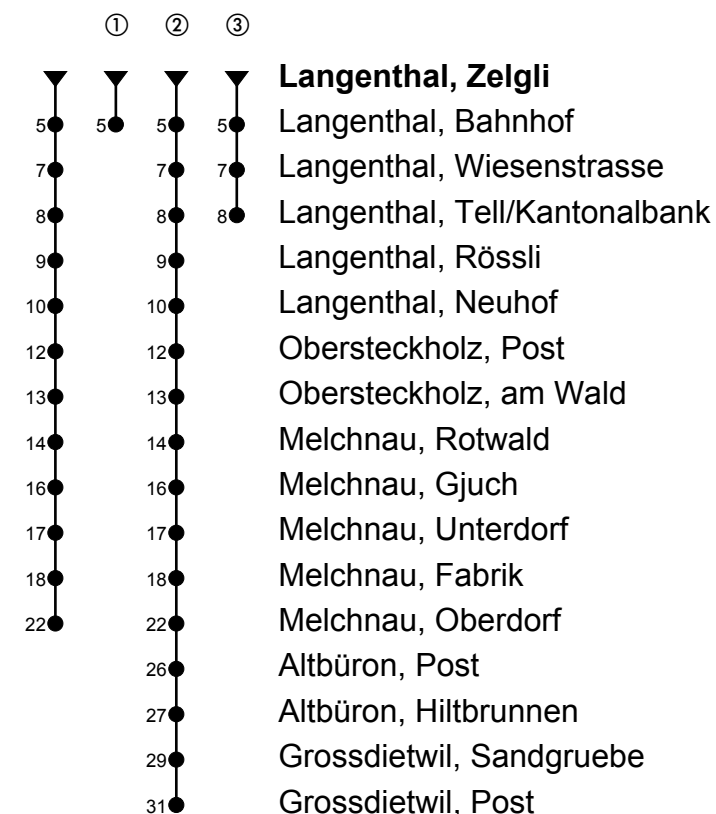 ① ② ③
Langenthal, Zelgli
5 5 5 5 Langenthal, Bahnhof
7 7 7 Langenthal, Wiesenstrasse
8 8 8 Langenthal, Tell/Kantonalbank
9 9 Langenthal, Rössli
10 10 Langenthal, Neuhof
12 12 Obersteckholz, Post
13 13 Obersteckholz, am Wald
14 14 Melchnau, Rotwald
16 16 Melchnau, Gjuch
17 17 Melchnau, Unterdorf
18 18 Melchnau, Fabrik
22 22 Melchnau, Oberdorf
26 Altbüron, Post
27 Altbüron, Hiltbrunnen
29 Grossdietwil, Sandgruebe
31 Grossdietwil, Post